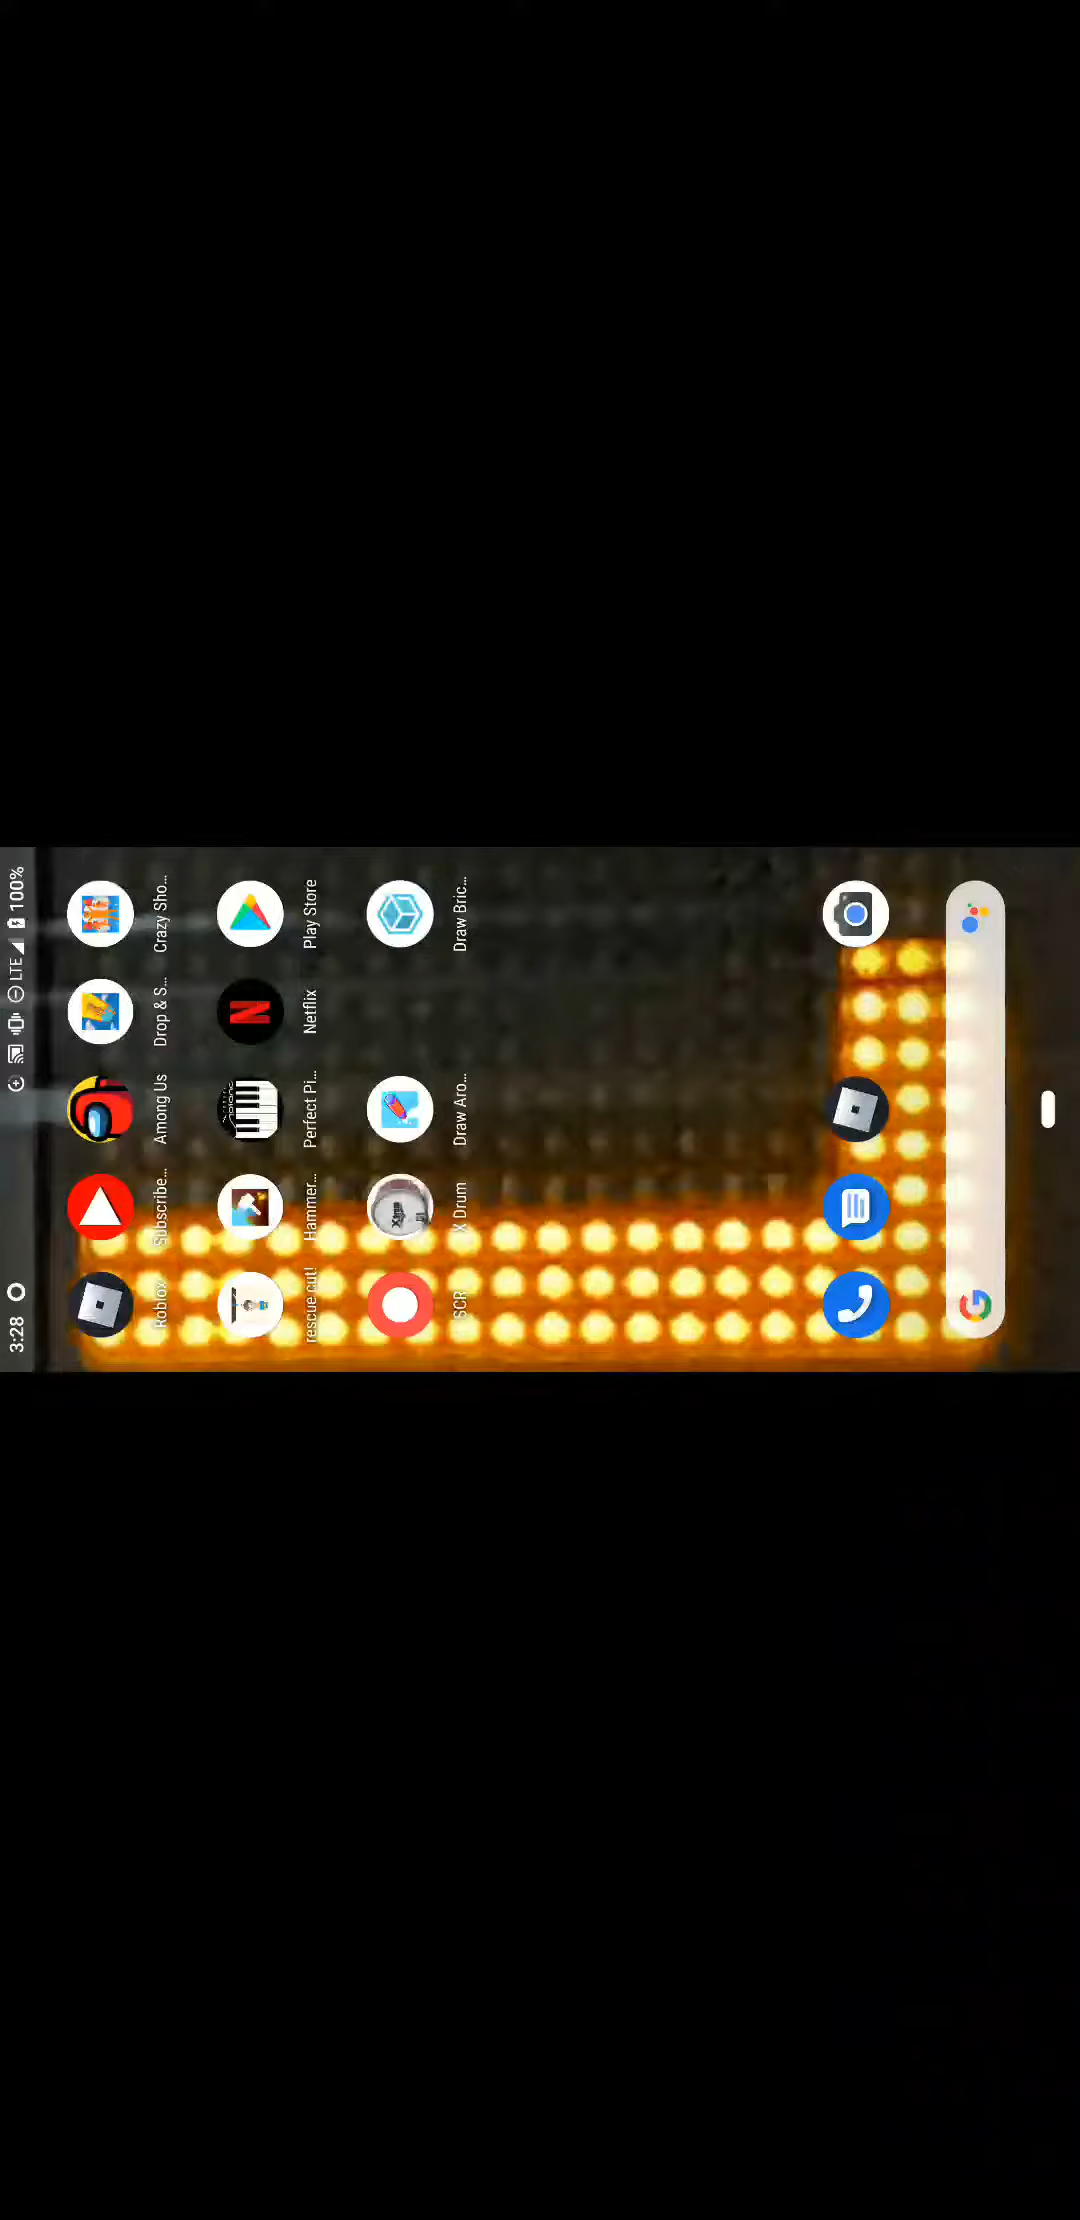 3:28 LTE 100%
Roblox Subscribe... Among Us Drop & S... Crazy Sho...
rescue cut! Hammer... Perfect Pi... Netflix Play Store
SCR X Drum Draw Aro... Draw Bric...